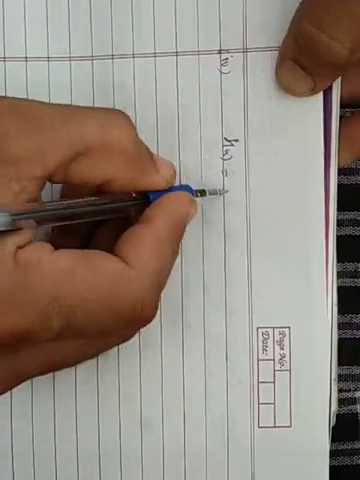 Page No.
Date:
(iv)
f(x) =